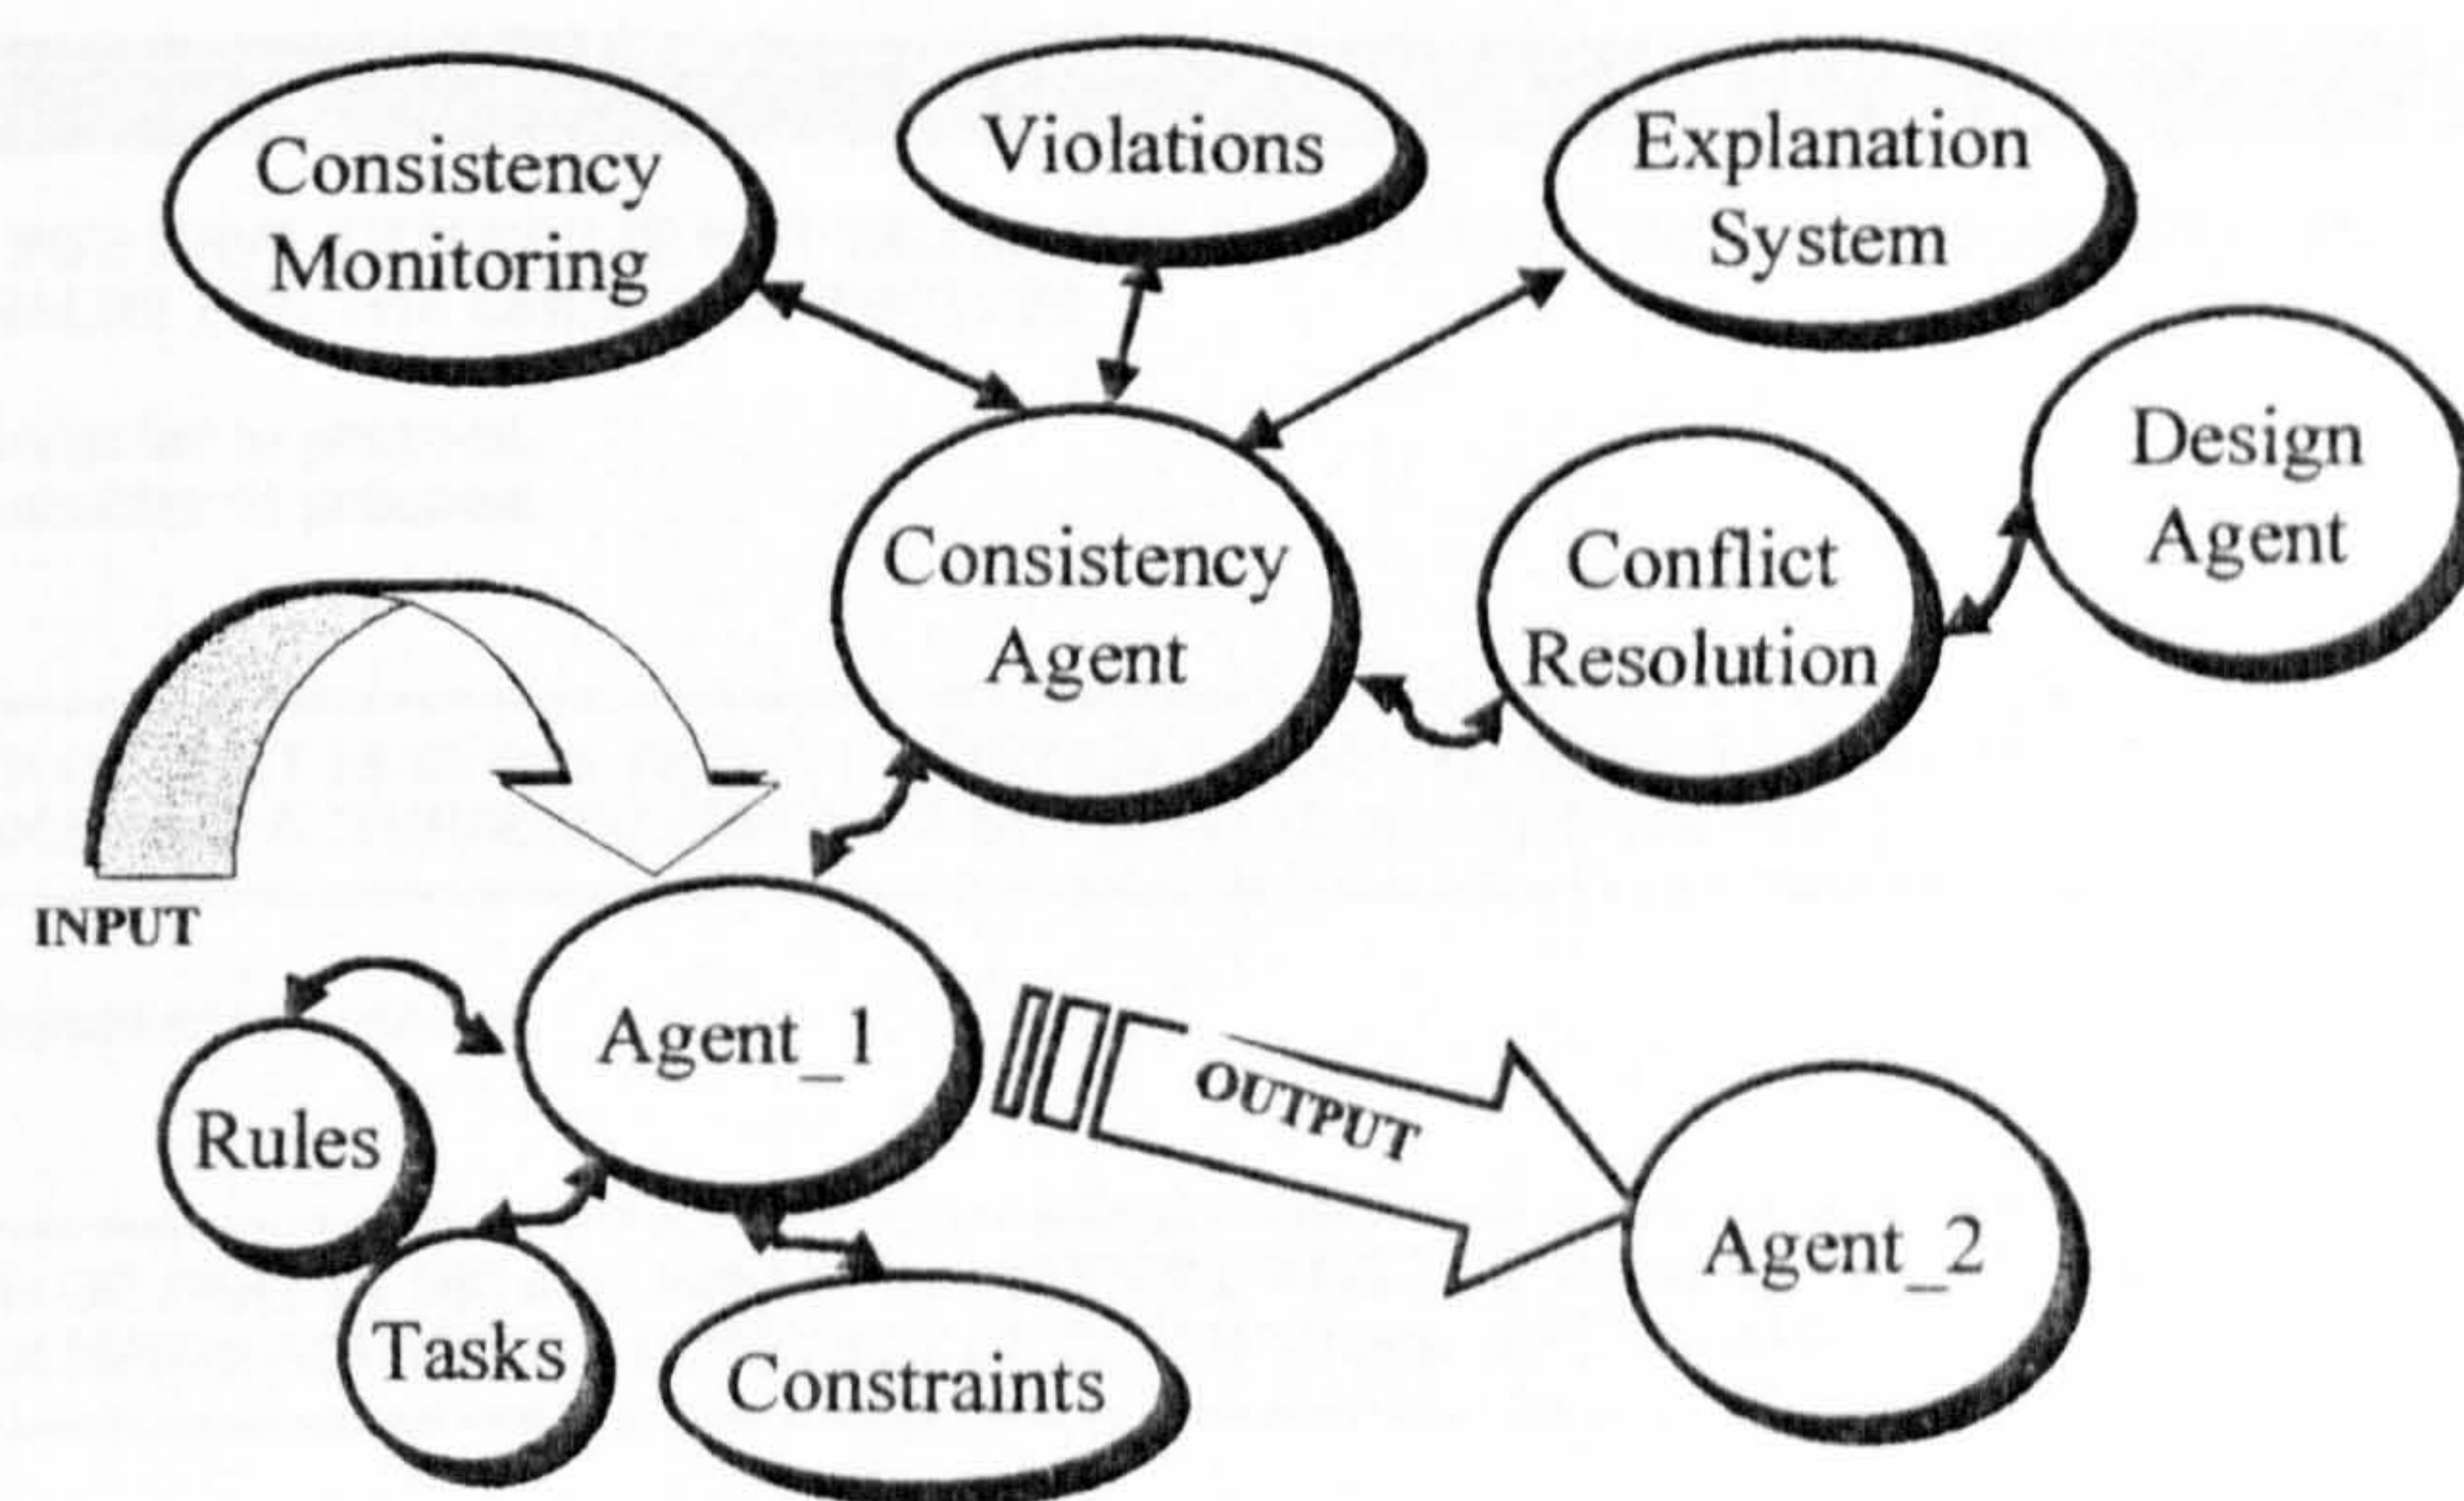 Consistency
Monitoring
Violations
Explanation
System
Design
Agent
Consistency
Agent
Conflict
Resolution
INPUT
Agent_1
OUTPUT
Rules
Agent_2
Tasks
Constraints